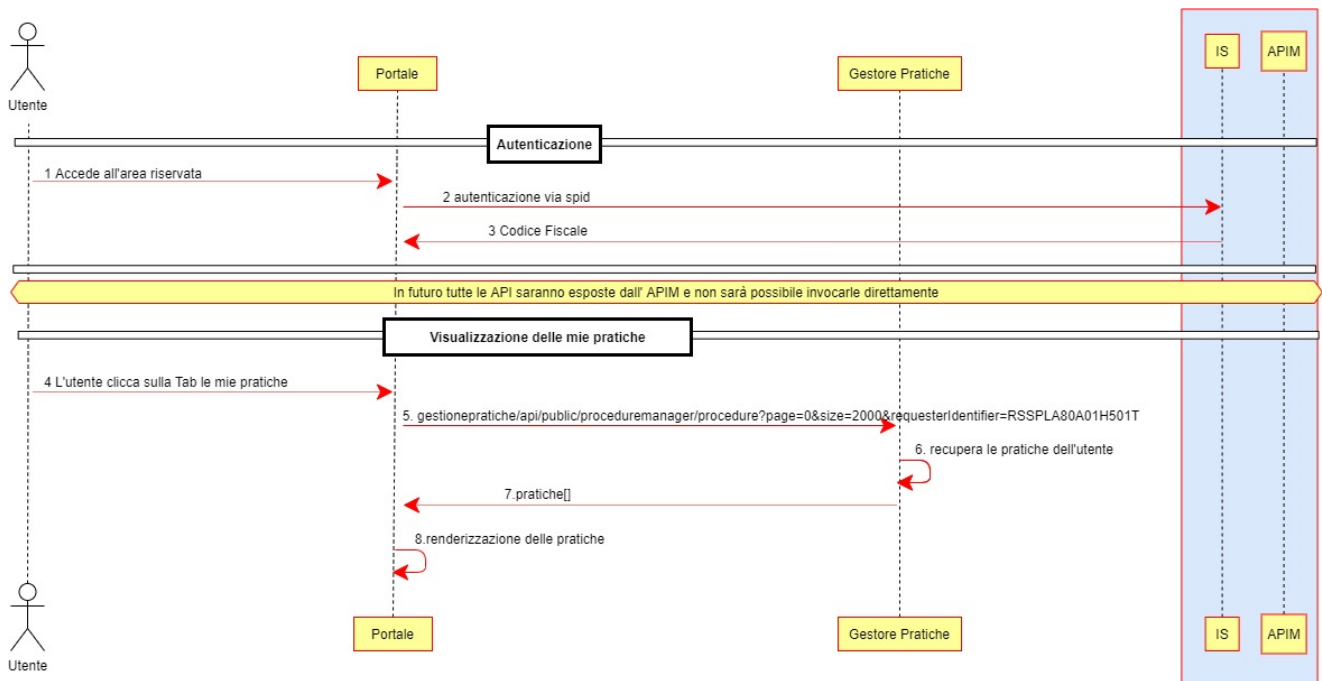 IS
APIM
Portale
Gestore Pratiche
Utente
Autenticazione
1 Accede all'area riservata
2 autenticazione via spid
3 Codice Fiscale
In futuro tutte le API saranno esposte dall' APIM e non sarà possibile invocarle direttamente
Visualizzazione delle mie pratiche
4 L'utente clicca sulla Tab le mie pratiche
5. gestionepratiche/api/public/proceduremanager/procedure?page=0&size=2000&requesterIdentifier=RSSPLA80A01H501T
6. recupera le pratiche dell'utente
7.pratiche[]
8.renderizzazione delle pratiche
Portale
Gestore Pratiche
IS
APIM
Utente